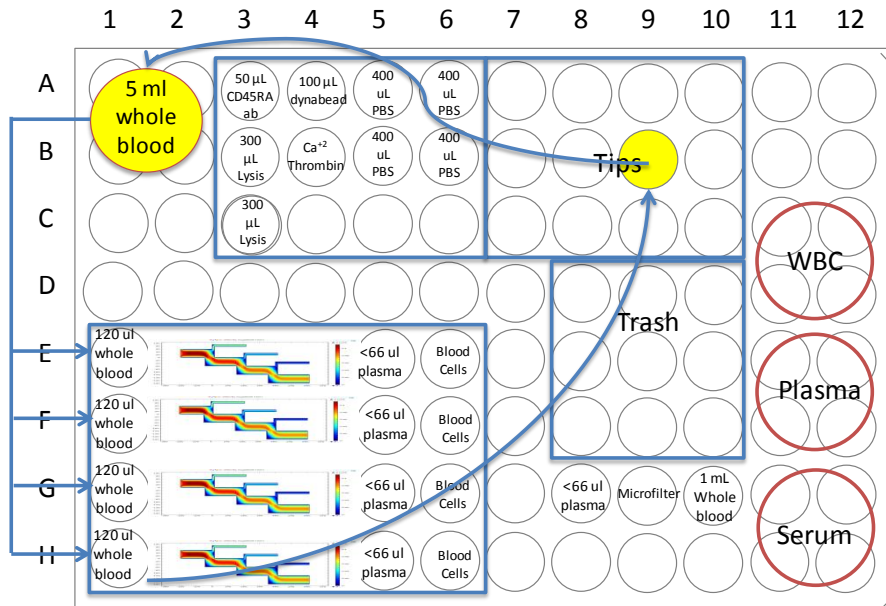 1 2 3 4 5 6 7 8 9 10 11 12
A
5 ml
whole
blood
50 µL
CD45RA
ab
100 µL
dynabead
400
uL
PBS
400
uL
PBS
B
300
µL
Lysis
Ca+2
Thrombin
400
uL
PBS
400
uL
PBS
Tips
C
300
µL
Lysis
WBC
D
Trash
E
120 ul
whole
blood
<66 ul
plasma
Blood
Cells
Plasma
F
120 ul
whole
blood
<66 ul
plasma
Blood
Cells
G
120 ul
whole
blood
<66 ul
plasma
Blood
Cells
<66 ul
plasma
Microfilter
1 mL
Whole
blood
Serum
H
120 ul
whole
blood
<66 ul
plasma
Blood
Cells